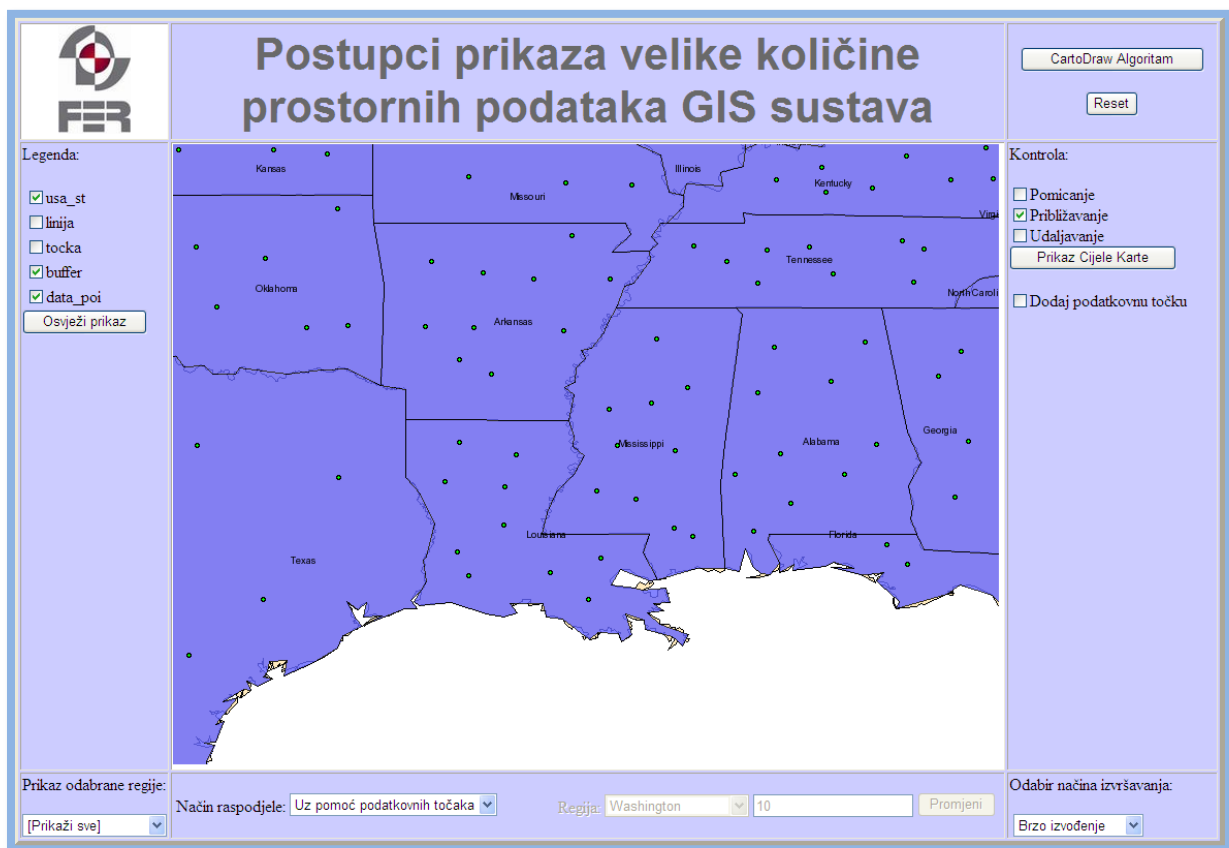 FER
Postupci prikaza velike količine
prostornih podataka GIS sustava
CartoDraw Algoritam
Reset
Legenda:
usa_st
linija
tocka
buffer
data_poi
Osvježi prikaz
Kansas
Missouri
Illinois
Kentucky
Virgi
Oklahoma
Arkansas
Tennessee
North Caroli
Mississippi
Alabama
Georgia
Texas
Louisiana
Florida
Kontrola:
Pomicanje
Približavanje
Udaljavanje
Prikaz Cijele Karte
Dodaj podatkovnu točku
Prikaz odabrane regije:
[Prikaži sve]
Način raspodjele: Uz pomoć podatkovnih točaka
Regija: Washington 10 Promjeni
Odabir načina izvršavanja:
Brzo izvođenje